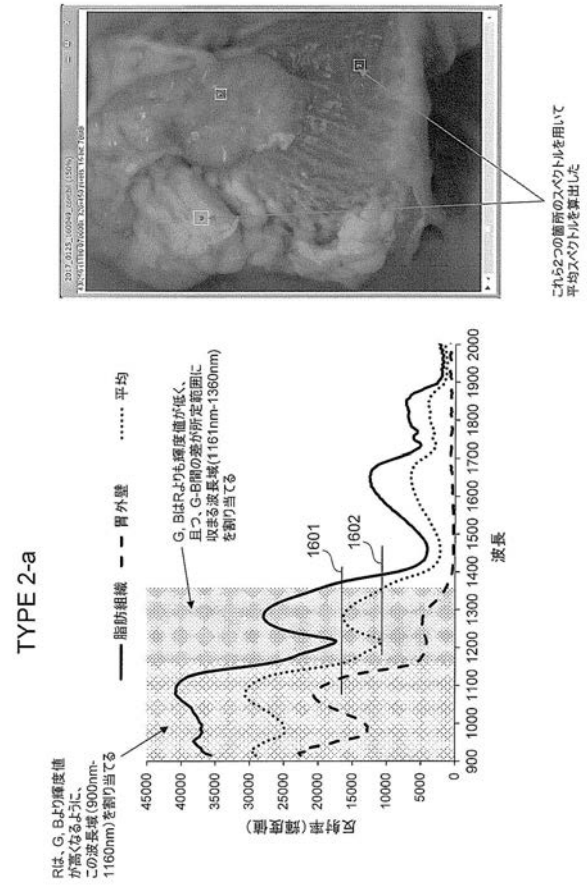 TYPE 2-a
Rは、G, Bより輝度値
が高くなるように、
この波長域(900nm-
1160nm)を割り当てる
脂肪組織
胃外壁
平均
G, BはRよりも輝度値が低く、
且つ、G-B間の差が所定範囲に
収まる波長域(1161nm-1360nm)
を割り当てる
1601
1602
反射率(輝度値)
45000
40000
35000
30000
25000
20000
15000
10000
5000
0
900 1000 1100 1200 1300 1400 1500 1600 1700 1800 1900 2000
波長
これら2つの箇所のスペクトルを用いて
平均スペクトルを算出した